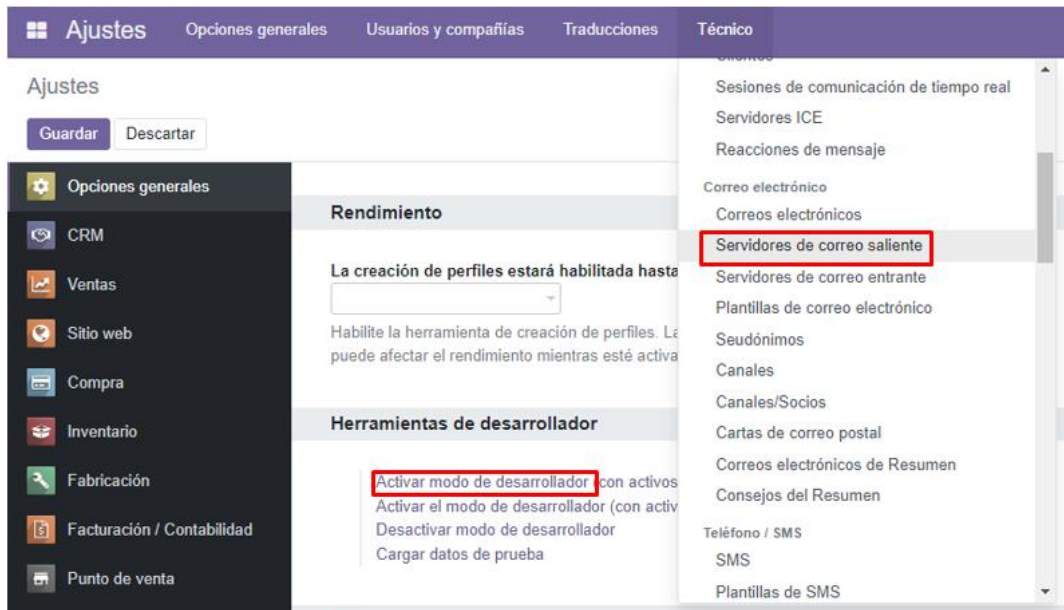 Ajustes
Opciones generales
Usuarios y compañías
Traducciones
Técnico
Ajustes
Guardar
Descartar
Opciones generales
CRM
Ventas
Sitio web
Compra
Inventario
Fabricación
Facturación / Contabilidad
Punto de venta
Rendimiento
La creación de perfiles estará habilitada hasta
Habilite la herramienta de creación de perfiles. La
puede afectar el rendimiento mientras esté activa
Herramientas de desarrollador
Activar modo de desarrollador (con activos
Activar el modo de desarrollador (con activ
Desactivar modo de desarrollador
Cargar datos de prueba
Clientes
Sesiones de comunicación de tiempo real
Servidores ICE
Reacciones de mensaje
Correo electrónico
Correos electrónicos
Servidores de correo saliente
Servidores de correo entrante
Plantillas de correo electrónico
Seudónimos
Canales
Canales/Socios
Cartas de correo postal
Correos electrónicos de Resumen
Consejos del Resumen
Teléfono / SMS
SMS
Plantillas de SMS